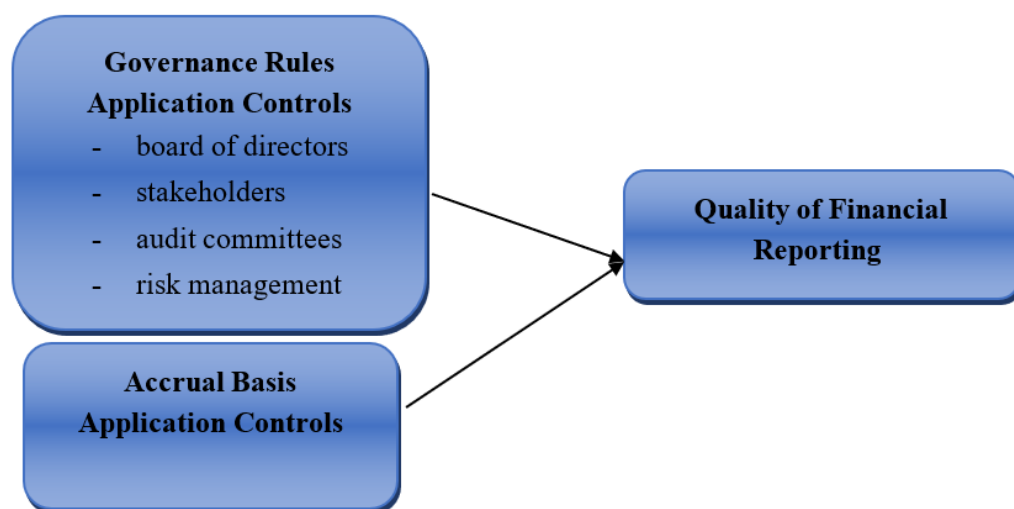 Governance Rules
Application Controls
- board of directors
- stakeholders
- audit committees
- risk management
Quality of Financial
Reporting
Accrual Basis
Application Controls